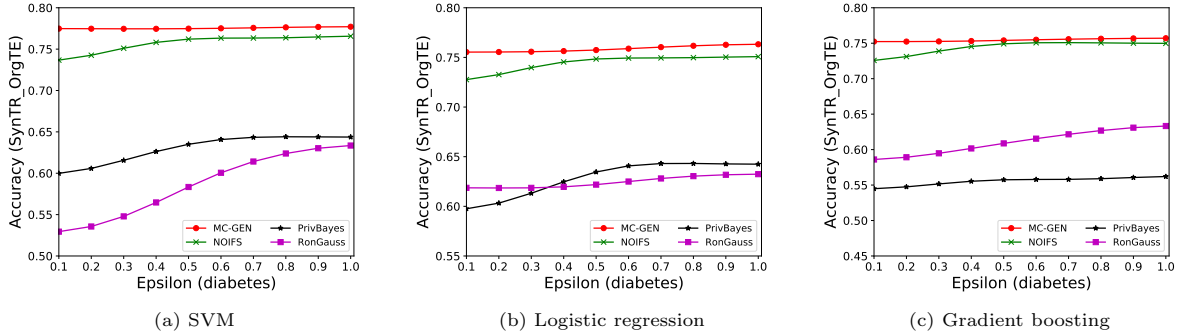 0.80
0.75
0.70
0.65
0.60
0.55
0.50
Accuracy (SynTR_OrgTE)
0.1 0.2 0.3 0.4 0.5 0.6 0.7 0.8 0.9 1.0
Epsilon (diabetes)
MC-GEN PrivBayes
NOIFS RonGauss
(a) SVM
0.80
0.75
0.70
0.65
0.60
0.55
Accuracy (SynTR_OrgTE)
0.1 0.2 0.3 0.4 0.5 0.6 0.7 0.8 0.9 1.0
Epsilon (diabetes)
MC-GEN PrivBayes
NOIFS RonGauss
(b) Logistic regression
0.80
0.75
0.70
0.65
0.60
0.55
0.50
0.45
Accuracy (SynTR_OrgTE)
0.1 0.2 0.3 0.4 0.5 0.6 0.7 0.8 0.9 1.0
Epsilon (diabetes)
MC-GEN PrivBayes
NOIFS RonGauss
(c) Gradient boosting